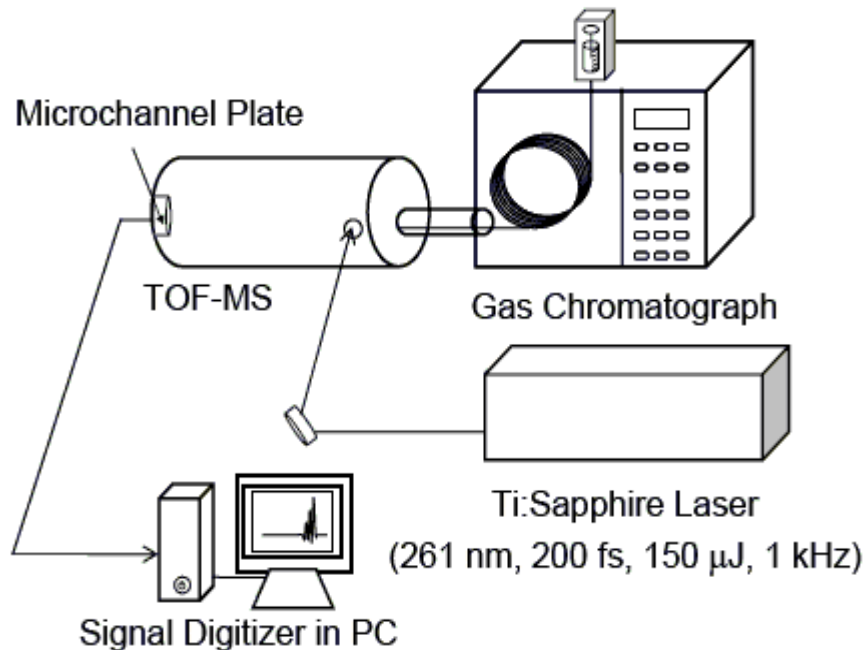 Microchannel Plate
TOF-MS
Gas Chromatograph
Ti:Sapphire Laser
(261 nm, 200 fs, 150 μJ, 1 kHz)
Signal Digitizer in PC